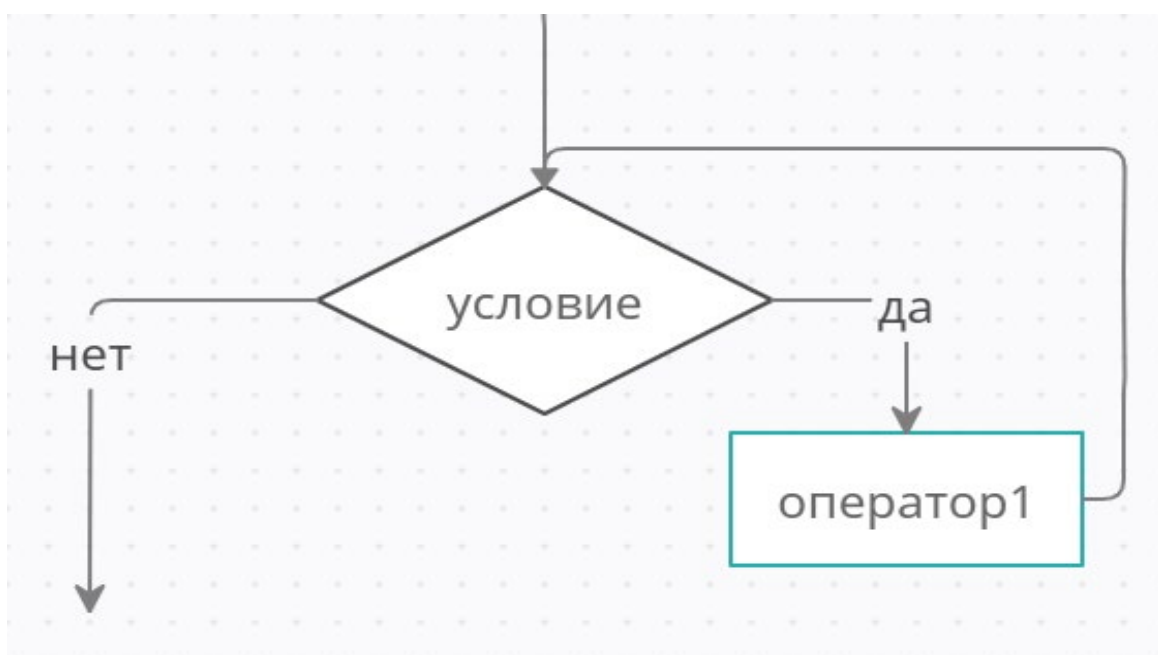 условие
да
нет
оператор1